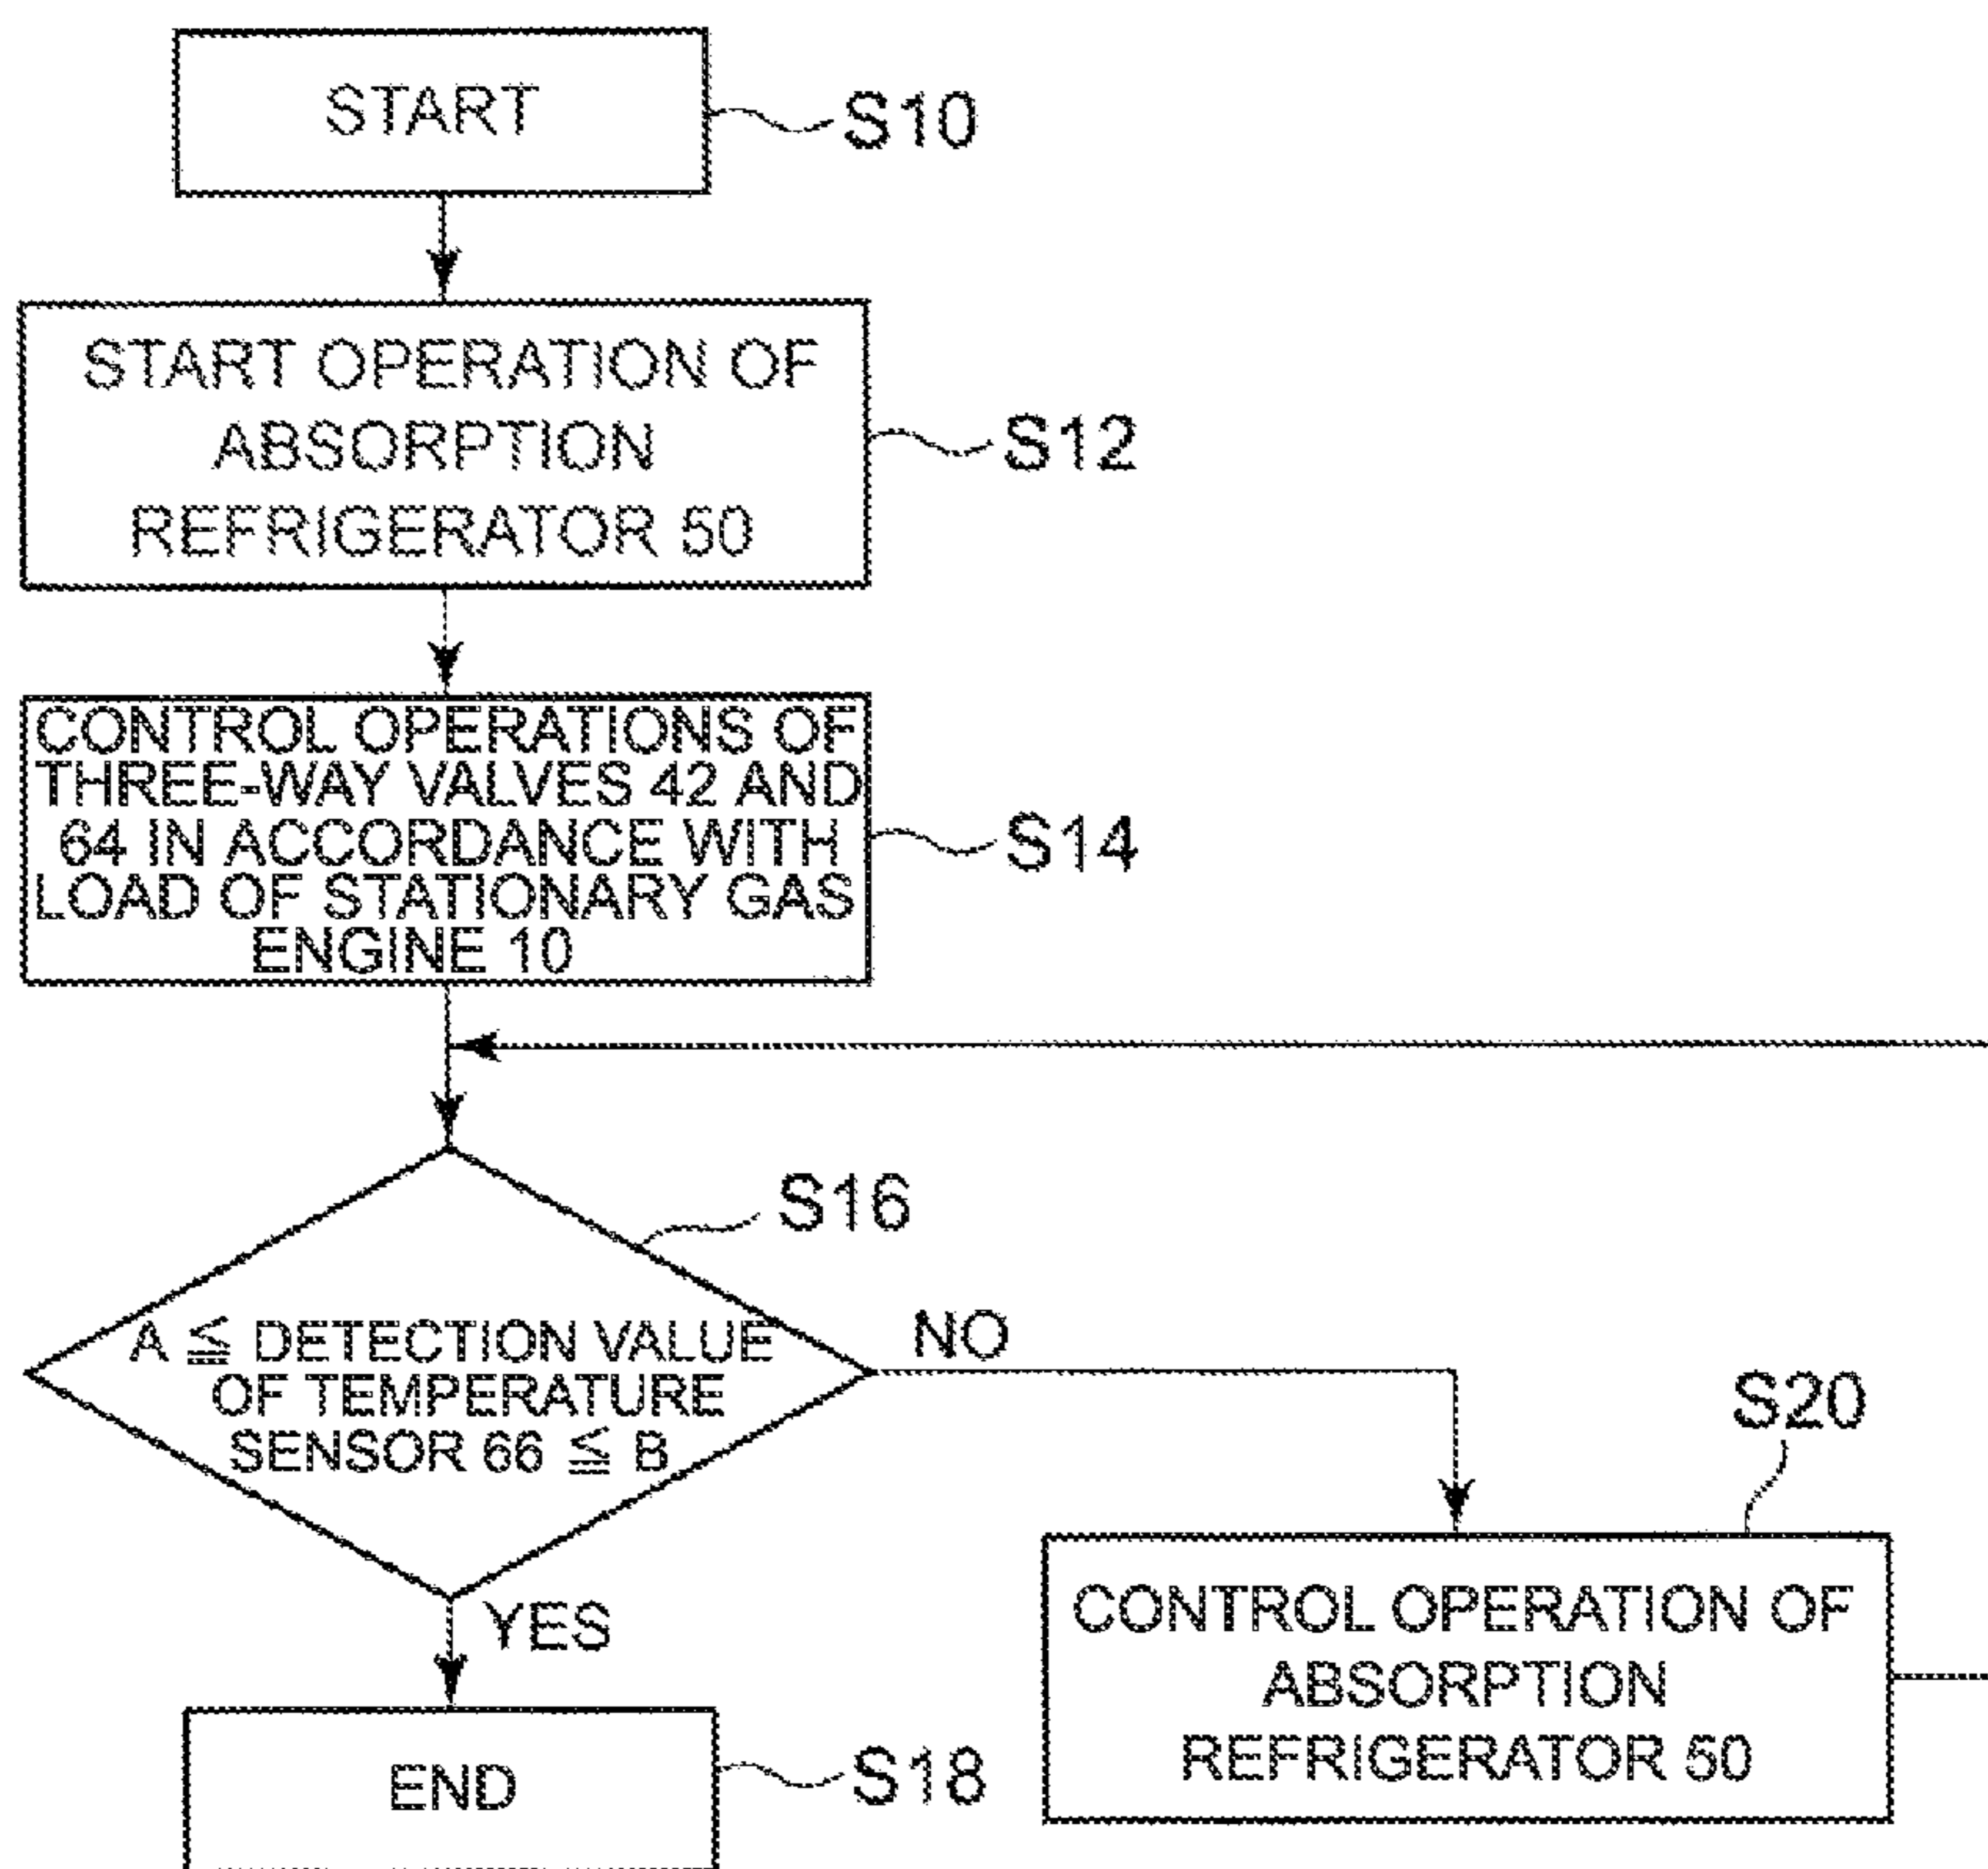 START
S10
START OPERATION OF
ABSORPTION
REFRIGERATOR 50
S12
CONTROL OPERATIONS OF
THREE-WAY VALVES 42 AND
64 IN ACCORDANCE WITH
LOAD OF STATIONARY GAS
ENGINE 10
S14
S16
A ≦ DETECTION VALUE
OF TEMPERATURE
SENSOR 66 ≦ B
NO
YES
S20
CONTROL OPERATION OF
ABSORPTION
REFRIGERATOR 50
END
S18